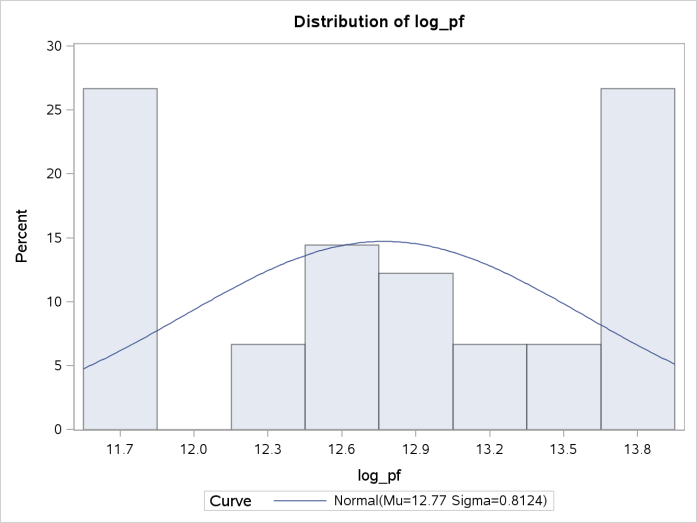 Distribution of log_pf
30
25
20
15
10
5
0
Percent
11.7 12.0 12.3 12.6 12.9 13.2 13.5 13.8
log_pf
Curve Normal(Mu=12.77 Sigma=0.8124)